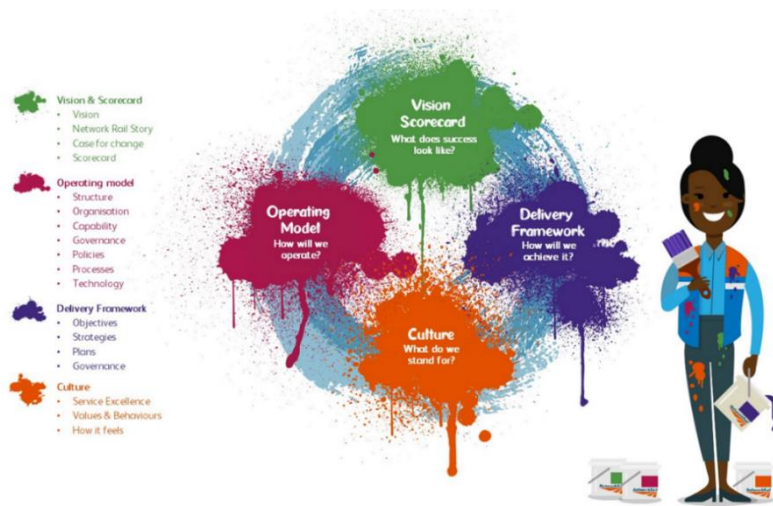 Vision & Scorecard
• Vision
• Network Rail Story
• Case for change
• Scorecard
Operating model
• Structure
• Organisation
• Capability
• Governance
• Policies
• Processes
• Technology
Delivery Framework
• Objectives
• Strategies
• Plans
• Governance
Culture
• Service Excellence
• Values & Behaviours
• How it feels
Vision
Scorecard
What does success
look like?
Operating
Model
How will we
operate?
Delivery
Framework
How will we
achieve it?
Culture
What do we
stand for?